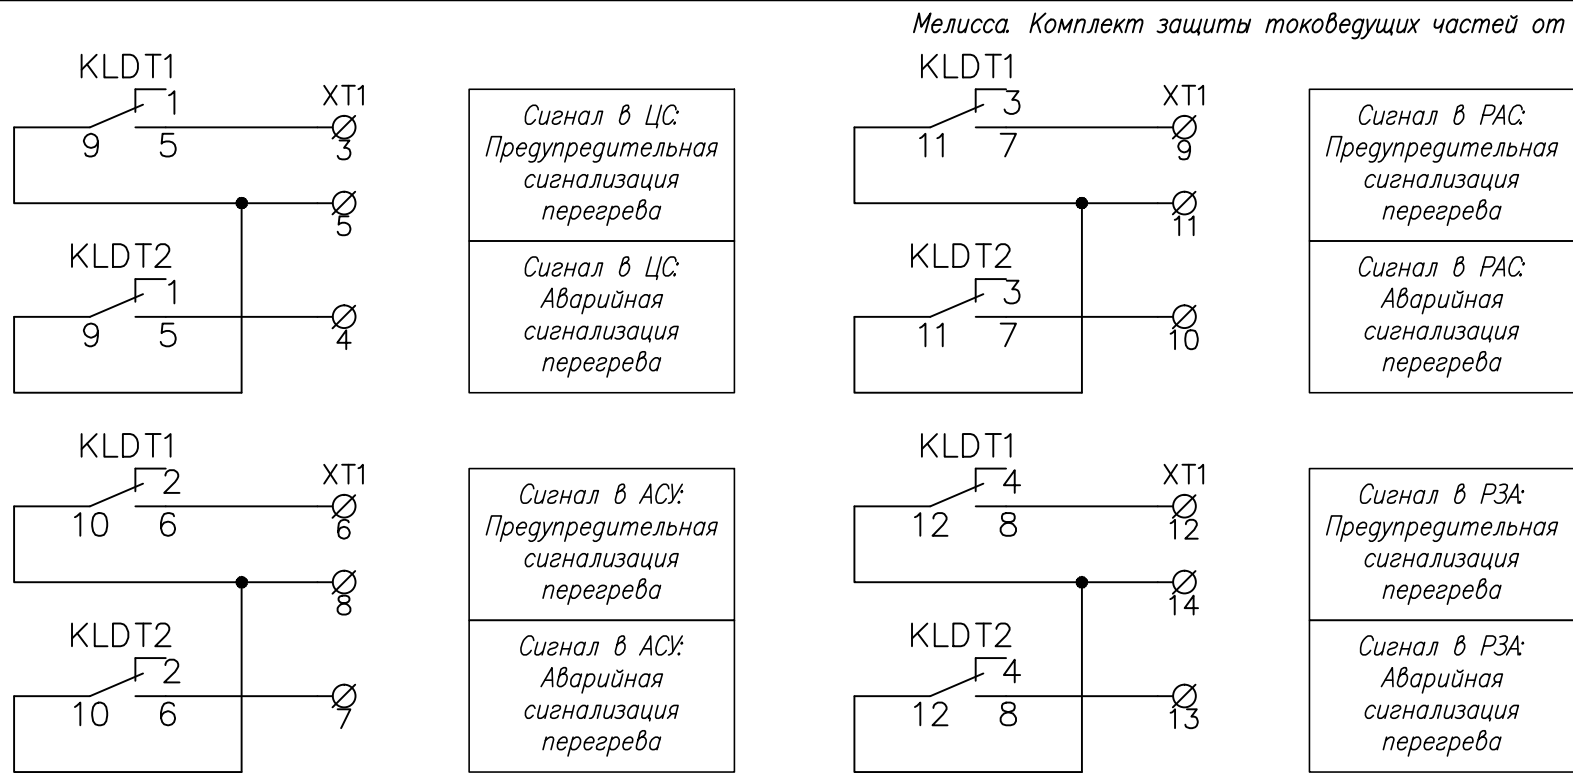 Мелисса. Комплект защиты токоведущих частей от
KLDT1
1
XT1
9
5
3
5
KLDT2
1
9
5
4
Сигнал в ЦС:
Предупредительная
сигнализация
перегрева
Сигнал в ЦС:
Аварийная
сигнализация
перегрева
KLDT1
3
XT1
11
7
9
11
KLDT2
3
11
7
10
Сигнал в РАС:
Предупредительная
сигнализация
перегрева
Сигнал в РАС:
Аварийная
сигнализация
перегрева
KLDT1
2
XT1
10
6
6
8
KLDT2
2
10
6
7
Сигнал в АСУ:
Предупредительная
сигнализация
перегрева
Сигнал в АСУ:
Аварийная
сигнализация
перегрева
KLDT1
4
XT1
12
8
12
14
KLDT2
4
12
8
13
Сигнал в РЗА:
Предупредительная
сигнализация
перегрева
Сигнал в РЗА:
Аварийная
сигнализация
перегрева